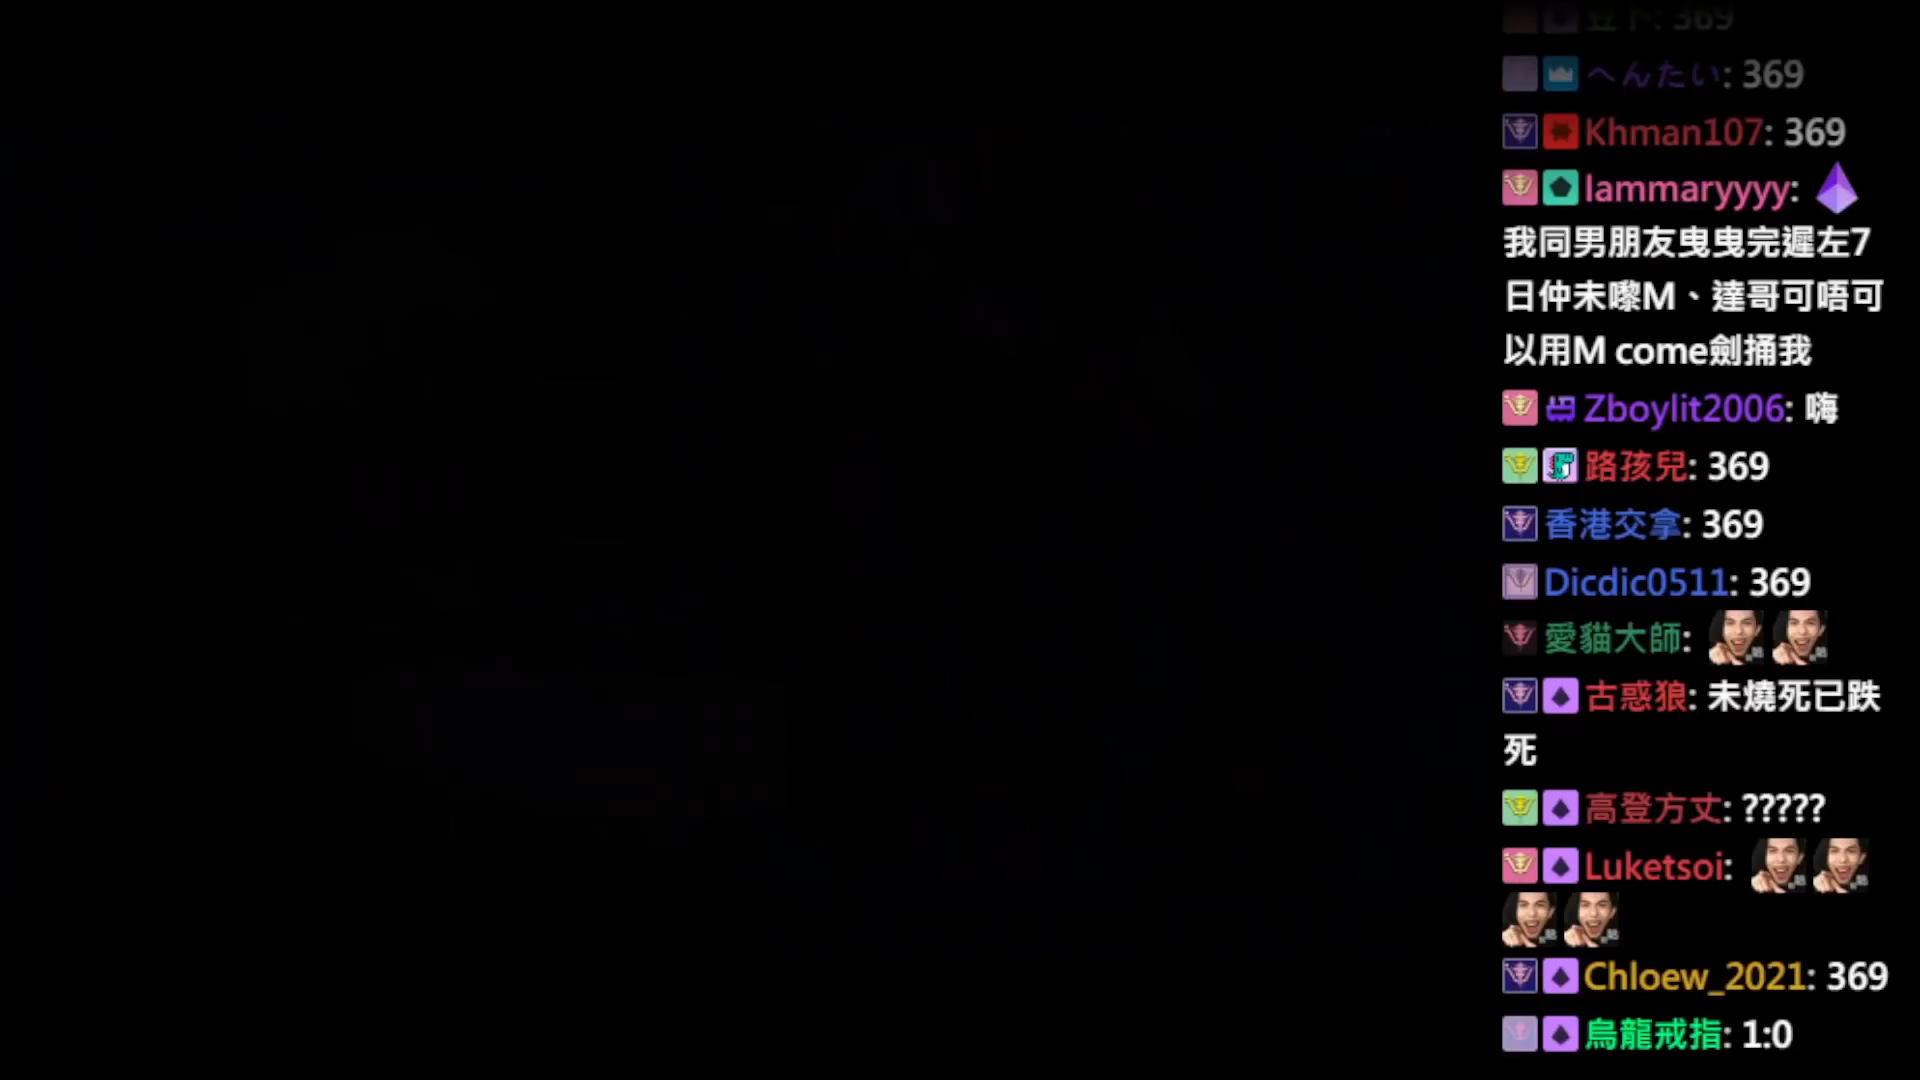 豆卜: 369
へんたい: 369
Khman107: 369
lammaryyyy:
我同男朋友曳曳完遲左7
日仲未嚟M、達哥可唔可
以用M come劍捅我
Zboylit2006: 嗨
路孩兒: 369
香港交拿: 369
Dicdic0511: 369
愛貓大師:
古惑狼: 未燒死已跌
死
高登方丈: ?????
Luketsoi:
Chloew_2021: 369
烏龍戒指: 1:0